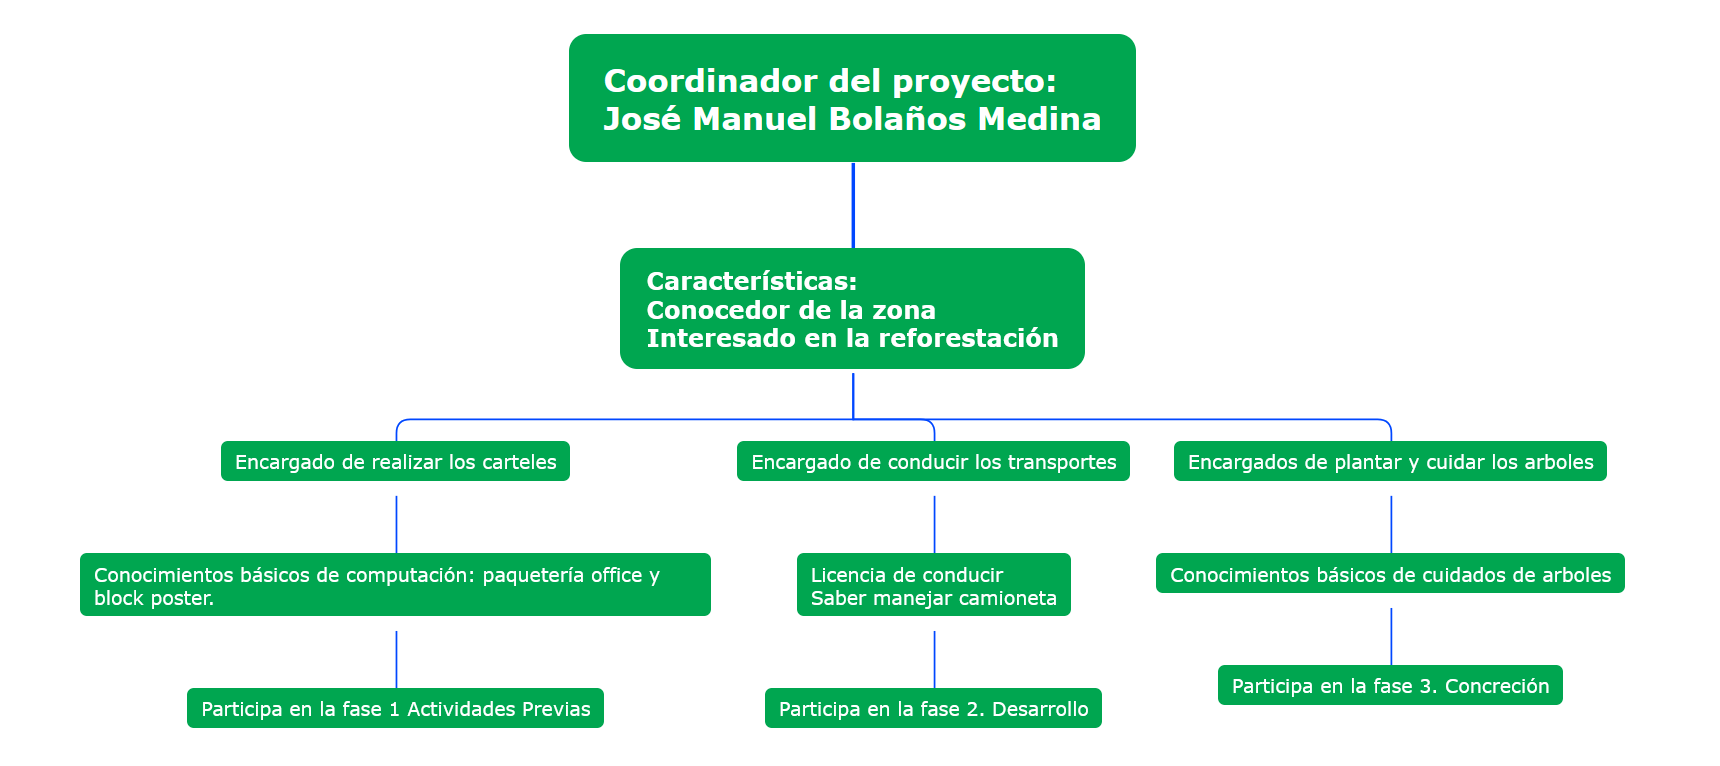 Coordinador del proyecto:
José Manuel Bolaños Medina
Características:
Conocedor de la zona
Interesado en la reforestación
Encargado de realizar los carteles
Encargado de conducir los transportes
Encargados de plantar y cuidar los arboles
Conocimientos básicos de computación: paquetería office y
block poster.
Licencia de conducir
Saber manejar camioneta
Conocimientos básicos de cuidados de arboles
Participa en la fase 1 Actividades Previas
Participa en la fase 2. Desarrollo
Participa en la fase 3. Concreción